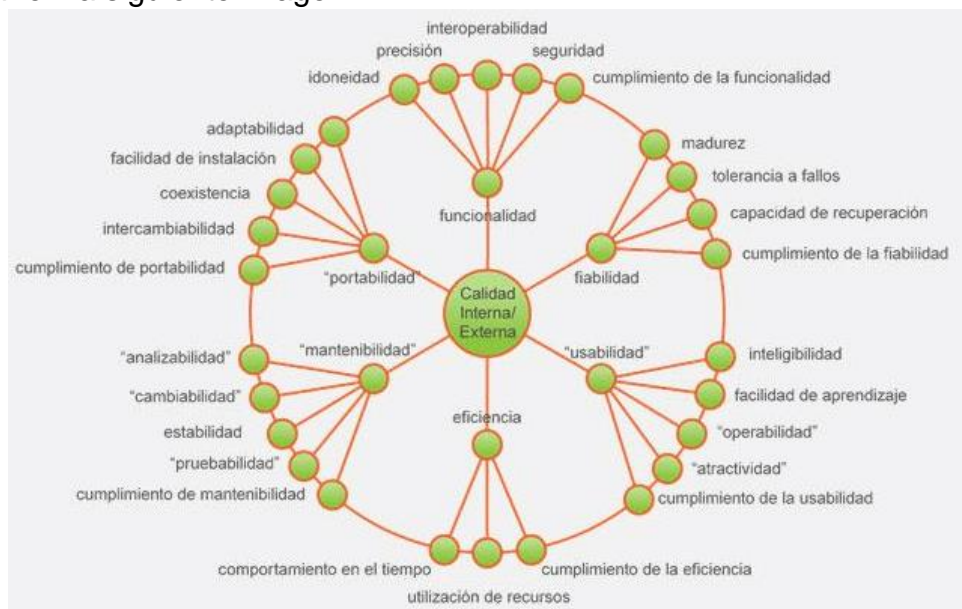 interoperabilidad
precisión
seguridad
idoneidad
cumplimiento de la funcionalidad
adaptabilidad
madurez
facilidad de instalación
tolerancia a fallos
coexistencia
capacidad de recuperación
funcionalidad
intercambiabilidad
cumplimiento de la fiabilidad
cumplimiento de portabilidad
"portabilidad"
fiabilidad
Calidad
Interna/
Externa
"mantenibilidad"
"usabilidad"
"analizabilidad"
inteligibilidad
"cambiabilidad"
facilidad de aprendizaje
eficiencia
estabilidad
"operabilidad"
"pruebabilidad"
"atractividad"
cumplimiento de mantenibilidad
cumplimiento de la usabilidad
comportamiento en el tiempo
cumplimiento de la eficiencia
utilización de recursos